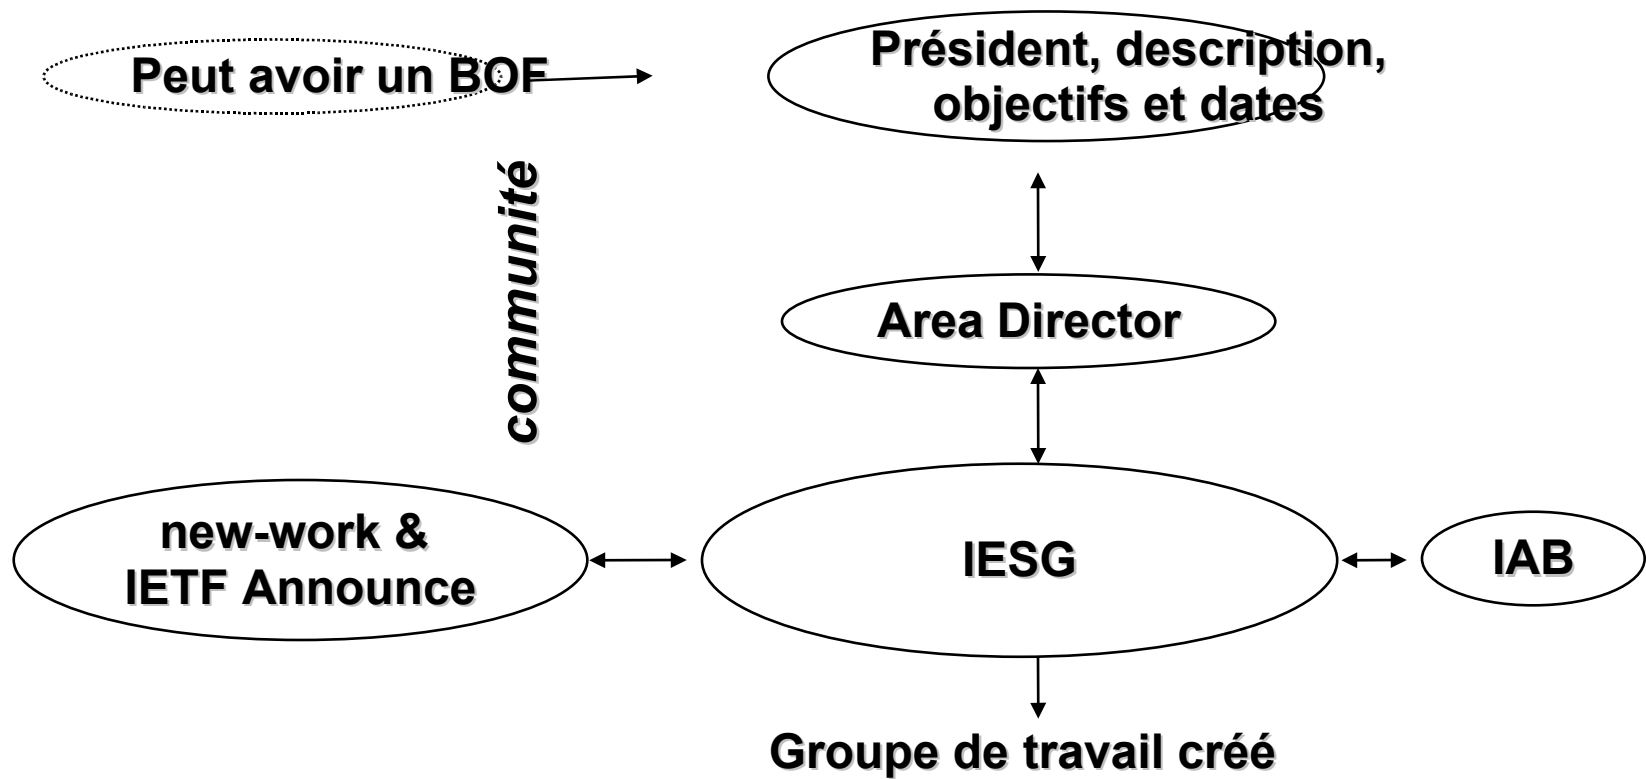 Peut avoir un BOF
Président, description,
objectifs et dates
communité
Area Director
new-work &
IETF Announce
IESG
IAB
Groupe de travail créé